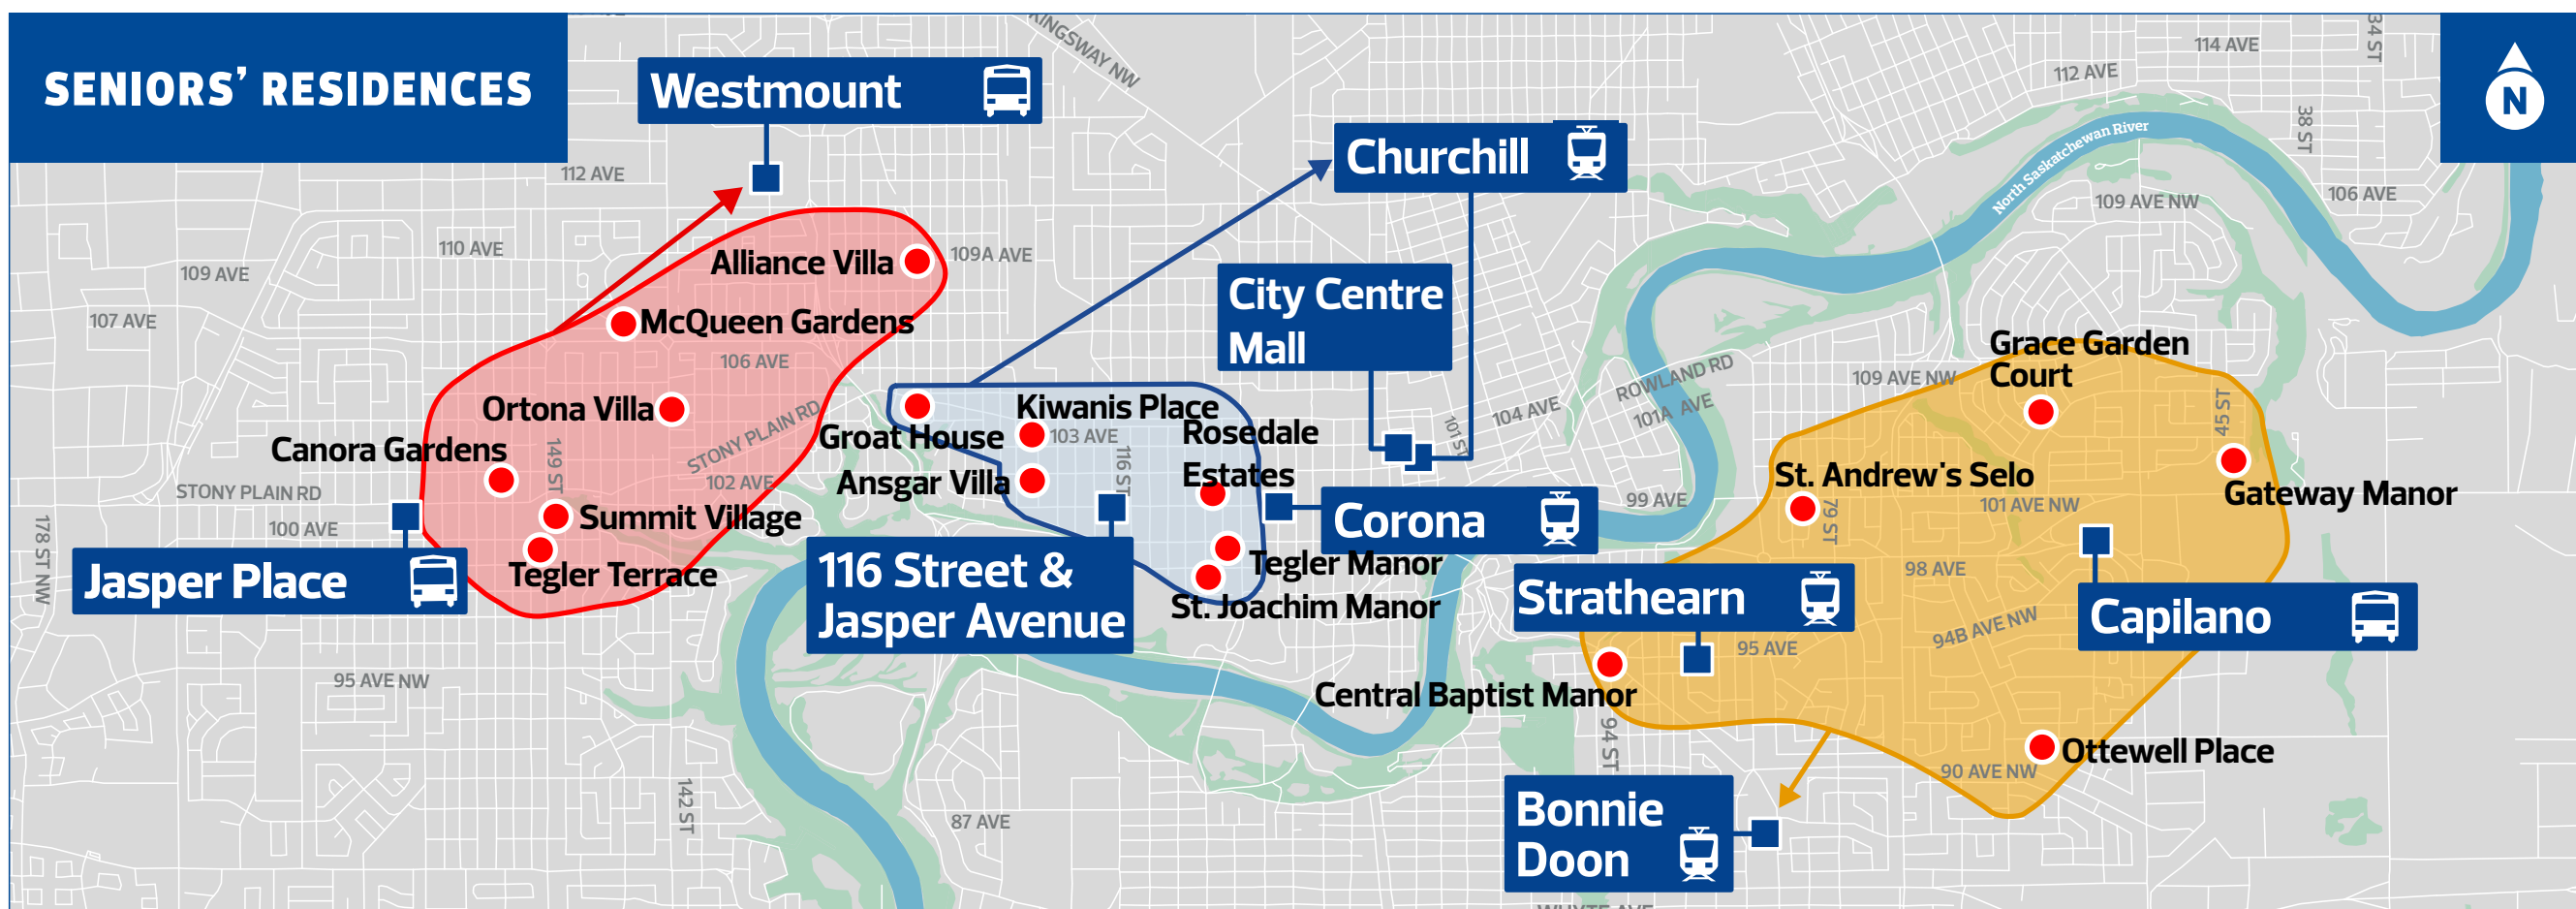 SENIORS' RESIDENCES
N
KINGSWAY NW
114 AVE
34 ST
112 AVE
Westmount
Churchill
38 ST
North Saskatchewan River
112 AVE
106 AVE
109 AVE NW
110 AVE
Alliance Villa
109A AVE
109 AVE
City Centre
Mall
107 AVE
McQueen Gardens
106 AVE
Grace Garden
Court
ROWLAND RD
109 AVE NW
Ortona Villa
STONY PLAIN RD
Kiwanis Place
Groat House
103 AVE
Rosedale
Estates
104 AVE
101A AVE
101 ST
45 ST
Canora Gardens
149 ST
116 ST
Ansgar Villa
St. Andrew's Selo
Gateway Manor
STONY PLAIN RD
102 AVE
99 AVE
101 AVE NW
79 ST
100 AVE
Summit Village
Corona
178 ST NW
Jasper Place
Tegler Terrace
116 Street &
Jasper Avenue
Tegler Manor
St. Joachim Manor
Strathearn
98 AVE
94B AVE NW
Capilano
95 AVE
95 AVE NW
Central Baptist Manor
94 ST
Ottewell Place
90 AVE NW
142 ST
87 AVE
Bonnie
Doon
WHYTE AVE